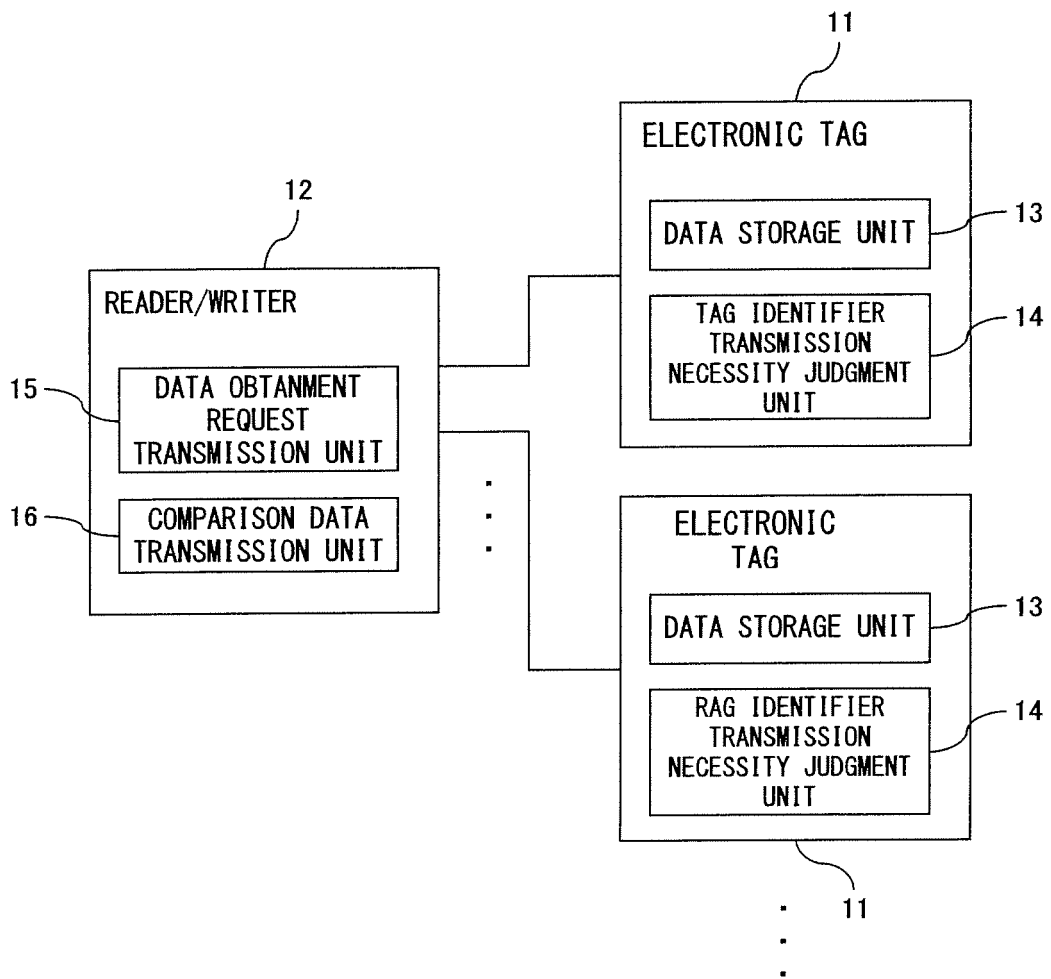 11
ELECTRONIC TAG
DATA STORAGE UNIT
13
TAG IDENTIFIER
TRANSMISSION
NECESSITY JUDGMENT
UNIT
14
12
READER/WRITER
15
DATA OBTANMENT
REQUEST
TRANSMISSION UNIT
16
COMPARISON DATA
TRANSMISSION UNIT
ELECTRONIC
TAG
DATA STORAGE UNIT
13
RAG IDENTIFIER
TRANSMISSION
NECESSITY JUDGMENT
UNIT
14
11